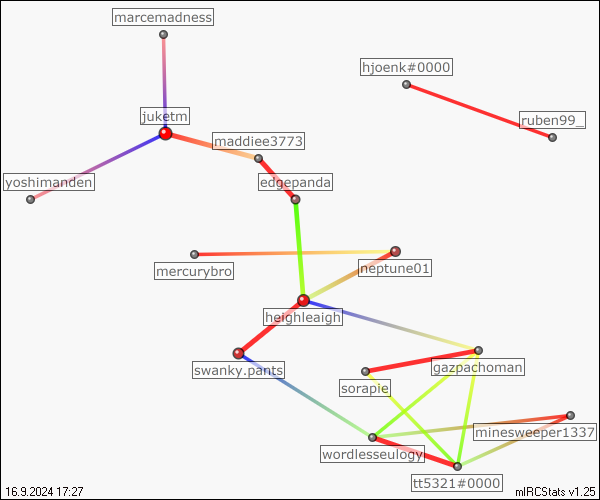 marcemadness
hjoenk#0000
juketm
ruben99_
maddiee3773
yoshimanden
edgepanda
mercurybro
neptune01
heighleaigh
swanky.pants
gazpachoman
sorapie
minesweeper1337
wordlesseulogy
tt5321#0000
16.9.2024 17:27
mIRCStats v1.25